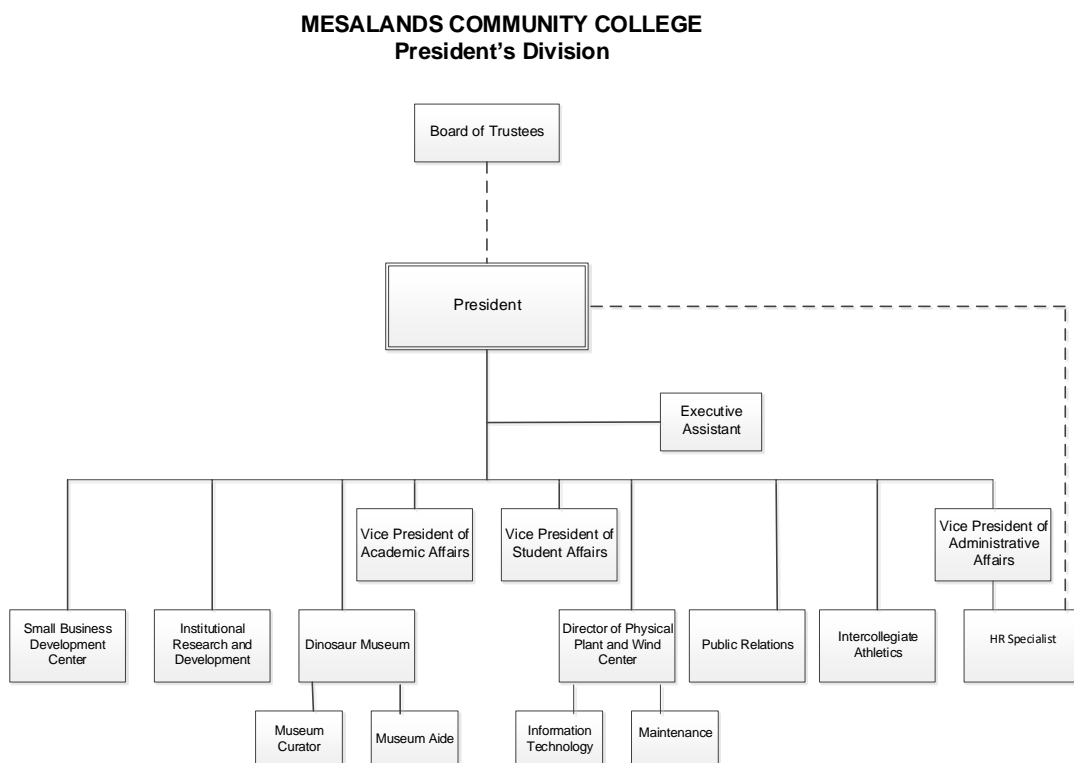 MESALANDS COMMUNITY COLLEGE
President's Division
Board of Trustees
President
Executive
Assistant
Vice President of
Academic Affairs
Vice President of
Student Affairs
Vice President of
Administrative
Affairs
Small Business
Development
Center
Institutional
Research and
Development
Dinosaur Museum
Director of Physical
Plant and Wind
Center
Public Relations
Intercollegiate
Athletics
HR Specialist
Museum
Curator
Museum Aide
Information
Technology
Maintenance